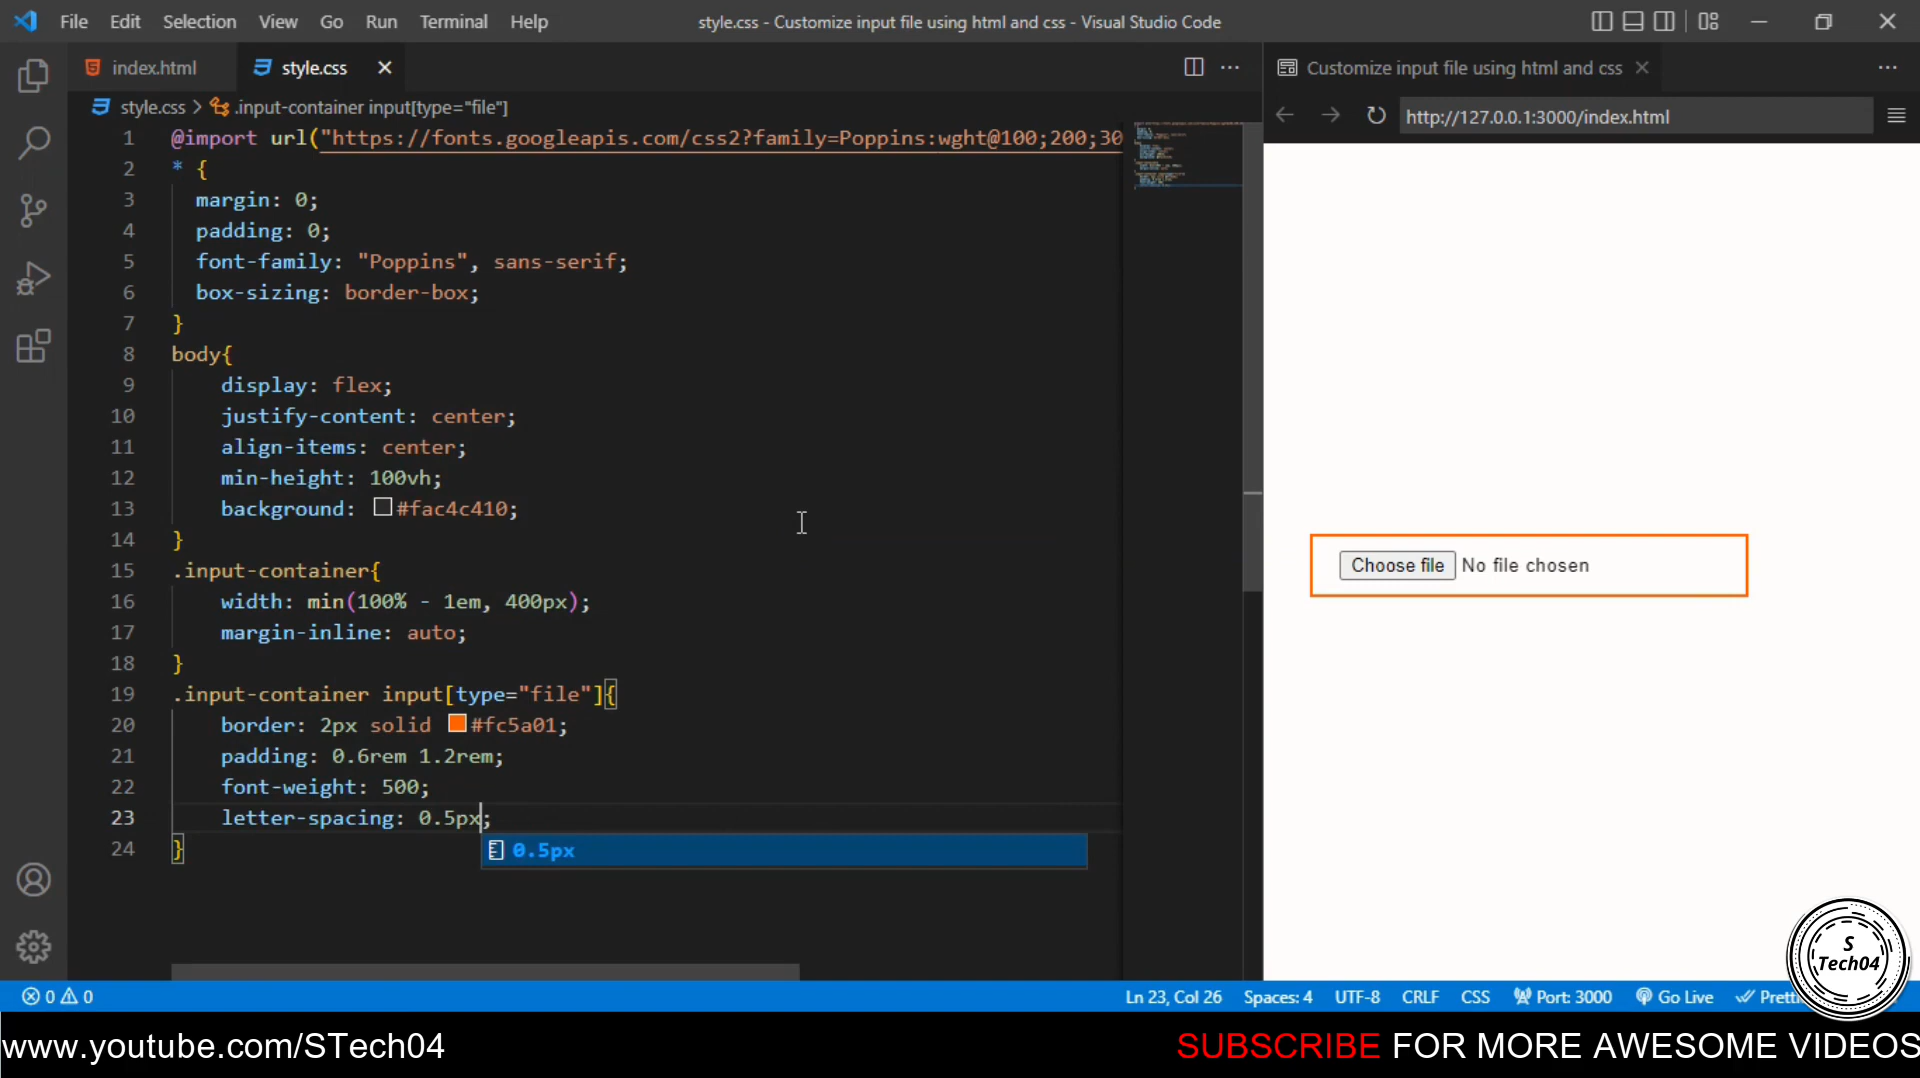 File Edit Selection View Go Run Terminal Help
style.css - Customize input file using html and css - Visual Studio Code
index.html
style.css
style.css > .input-container input[type="file"]
1 @import url("https://fonts.googleapis.com/css2?family=Poppins:wght@100;200;30
2 * {
3 margin: 0;
4 padding: 0;
5 font-family: "Poppins", sans-serif;
6 box-sizing: border-box;
7 }
8 body{
9 display: flex;
10 justify-content: center;
11 align-items: center;
12 min-height: 100vh;
13 background: #fac4c410;
14 }
15 .input-container{
16 width: min(100% - 1em, 400px);
17 margin-inline: auto;
18 }
19 .input-container input[type="file"]{
20 border: 2px solid #fc5a01;
21 padding: 0.6rem 1.2rem;
22 font-weight: 500;
23 letter-spacing: 0.5px;
24 }
0.5px
Customize input file using html and css
http://127.0.0.1:3000/index.html
Choose file No file chosen
S
Tech04
0 0
Ln 23, Col 26 Spaces: 4 UTF-8 CRLF CSS Port: 3000 Go Live
www.youtube.com/STech04
SUBSCRIBE FOR MORE AWESOME VIDEOS